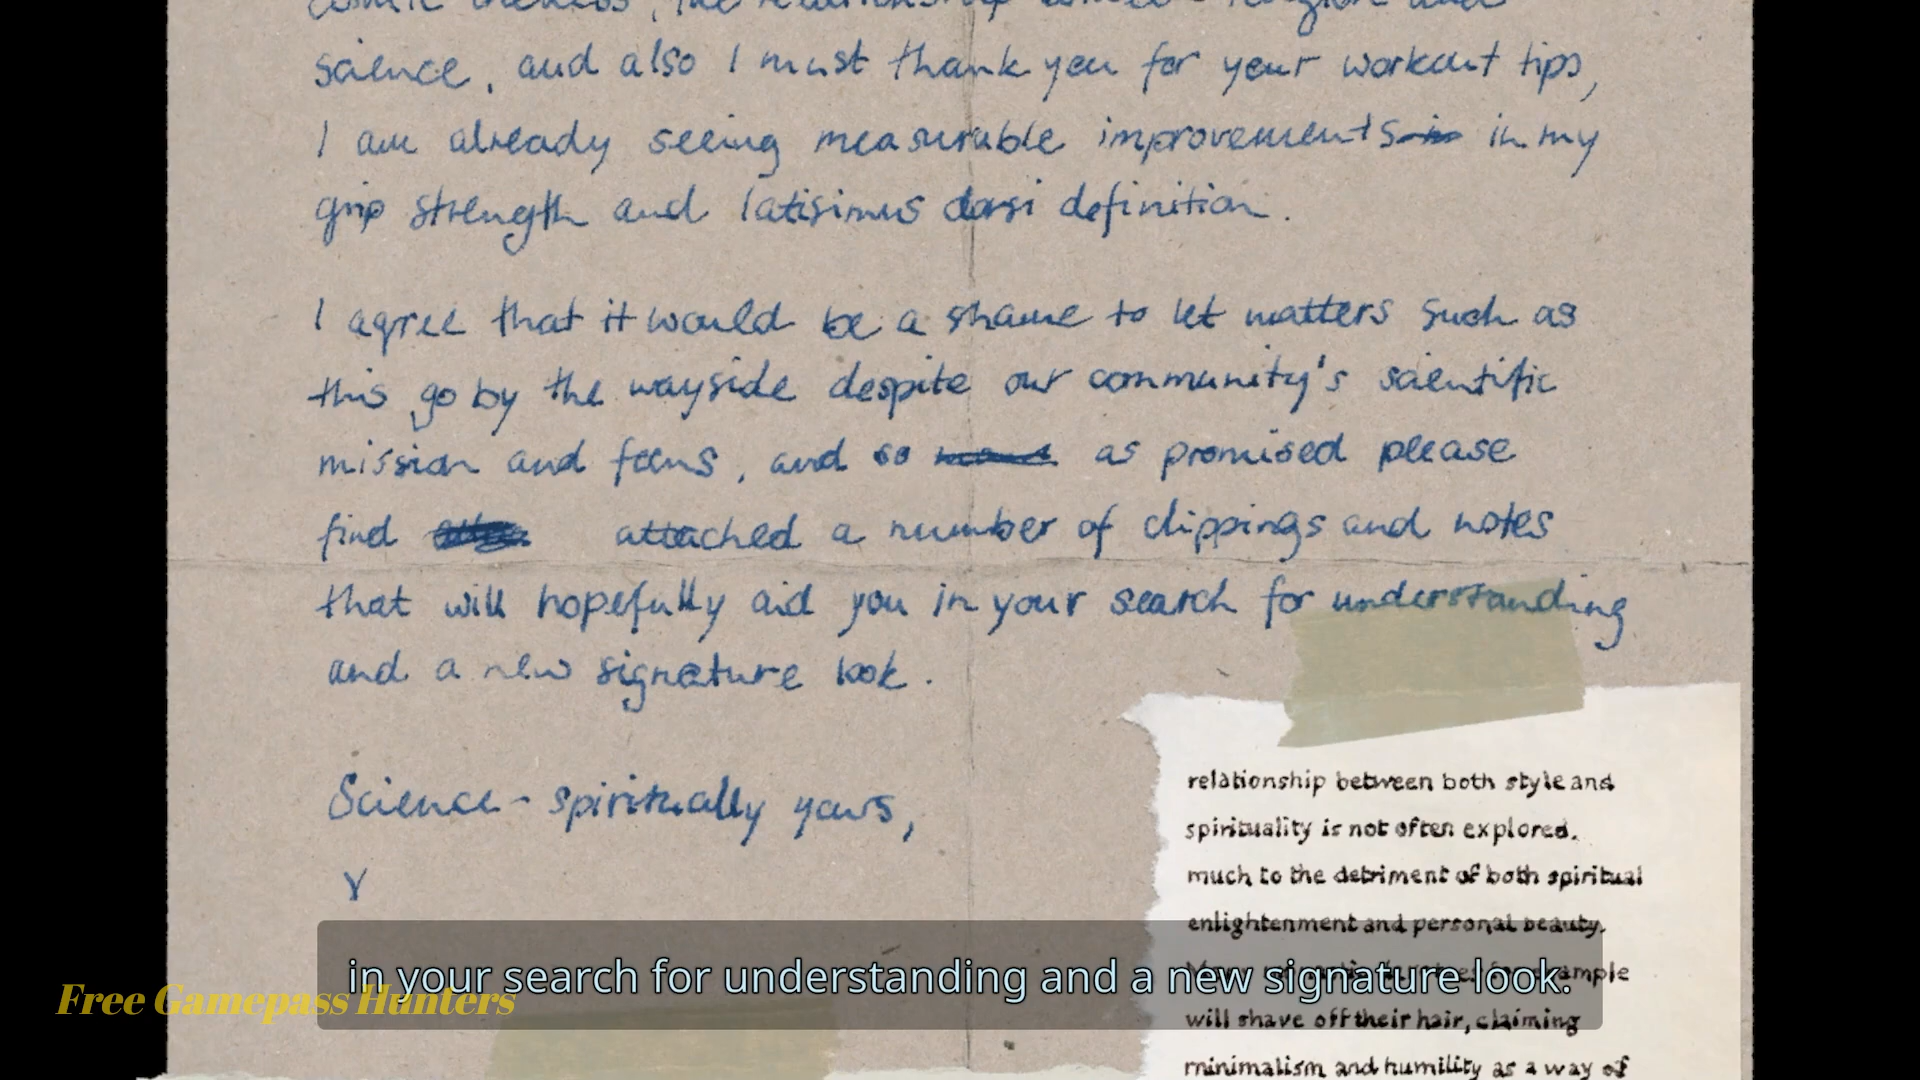 science, and also I must thank you for your workout tips,
I am already seeing measurable improvements in my
grip strength and latisimus dorsi definition.
I agree that it would be a shame to let matters such as
this go by the wayside despite our community's scientific
mission and focus, and so as promised please
find attached a number of clippings and notes
that will hopefully aid you in your search for understanding
and a new signature look.
Science-spiritually yours,
Y
relationship between both style and
spirituality is not often explored.
much to the detriment of both spiritual
enlightenment and personal beauty.
example
will shave off their hair, claiming
minimalism and humility as a way of
in your search for understanding and a new signature look.
Free Gamepass Hunters